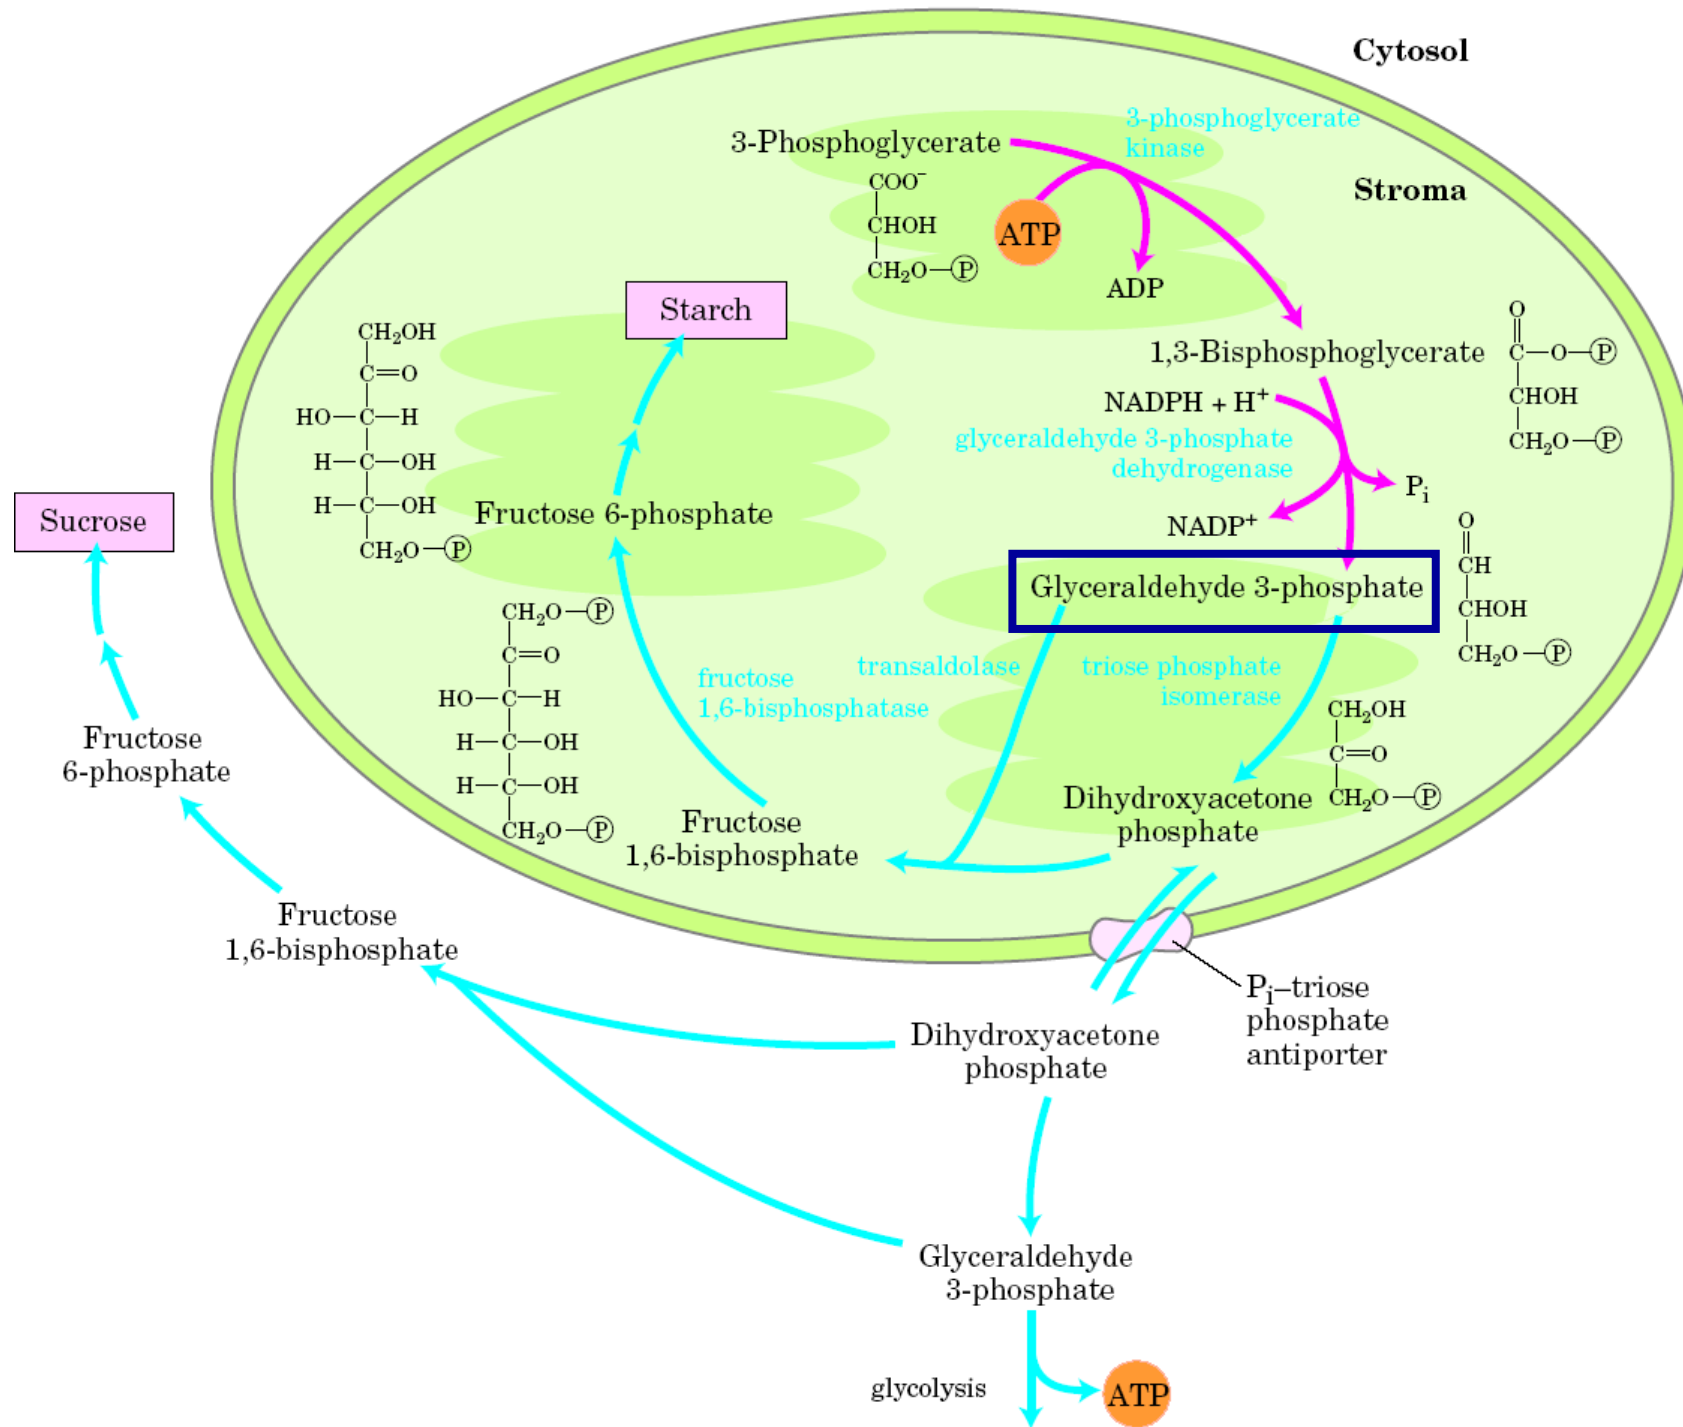 Cytosol
3-phosphoglycerate
kinase
3-Phosphoglycerate
Stroma
COO⁻
CHOH
CH₂O—Ⓟ
ATP
ADP
Starch
CH₂OH
C=O
HO—C—H
H—C—OH
H—C—OH
CH₂O—Ⓟ
1,3-Bisphosphoglycerate
O
C—O—Ⓟ
CHOH
CH₂O—Ⓟ
NADPH + H⁺
glyceraldehyde 3-phosphate
dehydrogenase
Pᵢ
NADP⁺
Sucrose
Fructose 6-phosphate
Glyceraldehyde 3-phosphate
O
CH
CHOH
CH₂O—Ⓟ
CH₂O—Ⓟ
C=O
HO—C—H
H—C—OH
H—C—OH
CH₂O—Ⓟ
fructose
1,6-bisphosphatase
transaldolase
triose phosphate
isomerase
CH₂OH
C=O
CH₂O—Ⓟ
Fructose
6-phosphate
Dihydroxyacetone
phosphate
Fructose
1,6-bisphosphate
Fructose
1,6-bisphosphate
Pᵢ–triose
phosphate
antiporter
Dihydroxyacetone
phosphate
Glyceraldehyde
3-phosphate
glycolysis
ATP